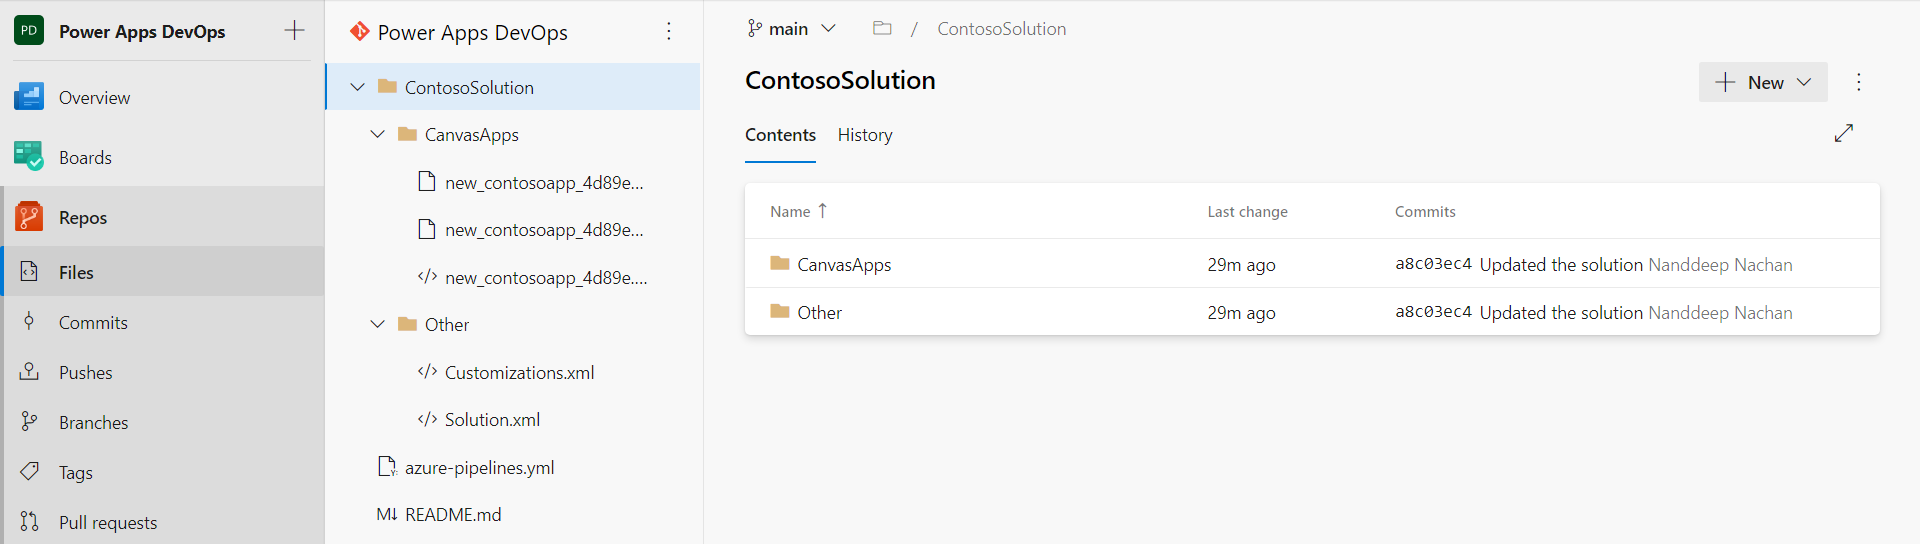 PD Power Apps DevOps
Overview
Boards
Repos
Files
Commits
Pushes
Branches
Tags
Pull requests
Power Apps DevOps
ContosoSolution
CanvasApps
new_contosoapp_4d89e...
new_contosoapp_4d89e...
new_contosoapp_4d89e....
Other
Customizations.xml
Solution.xml
azure-pipelines.yml
README.md
main / ContosoSolution
ContosoSolution
New
Contents History
Name Last change Commits
CanvasApps 29m ago a8c03ec4 Updated the solution Nanddeep Nachan
Other 29m ago a8c03ec4 Updated the solution Nanddeep Nachan